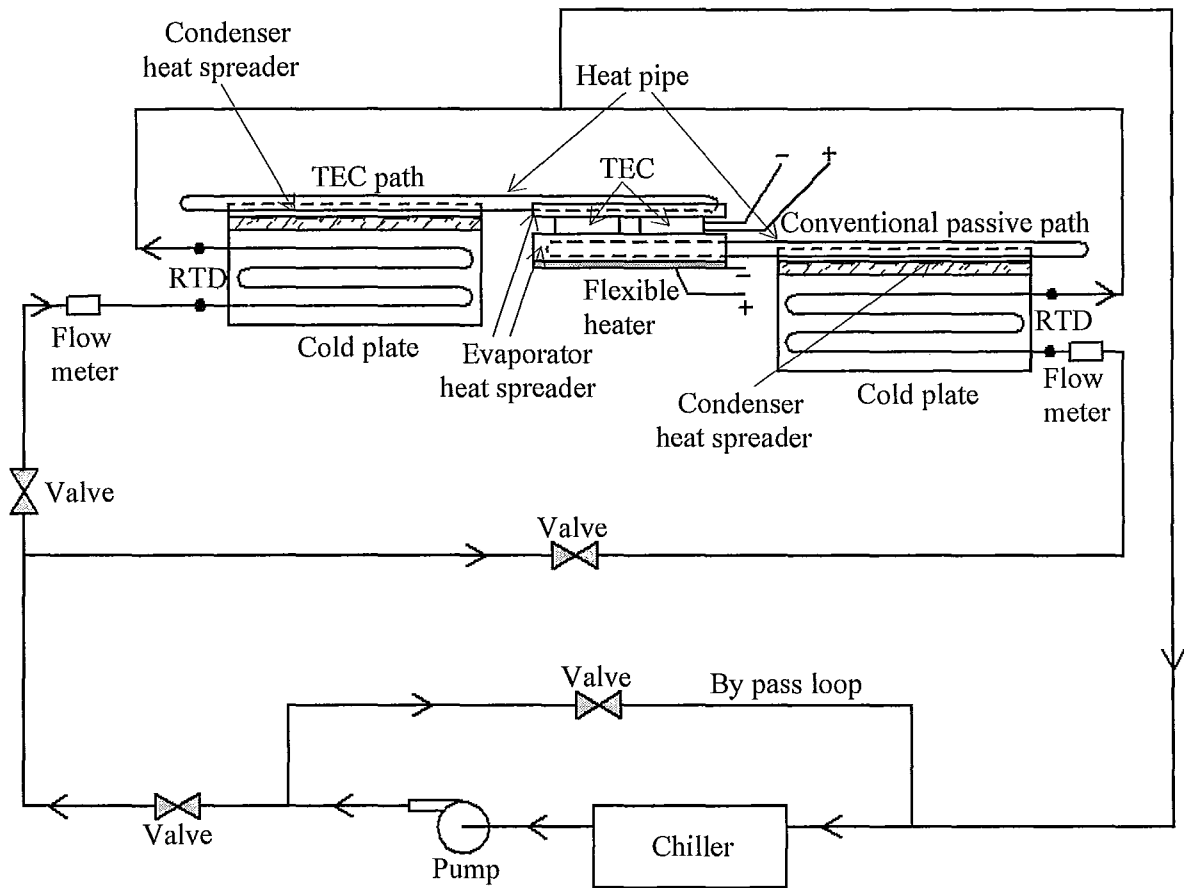 Condenser
heat spreader
Heat pipe
TEC path
TEC
−
+
Conventional passive path
RTD
−
+
Flexible
heater
RTD
Flow
meter
Cold plate
Evaporator
heat spreader
Condenser
heat spreader
Cold plate
Flow
meter
Valve
Valve
Valve
By pass loop
Valve
Pump
Chiller